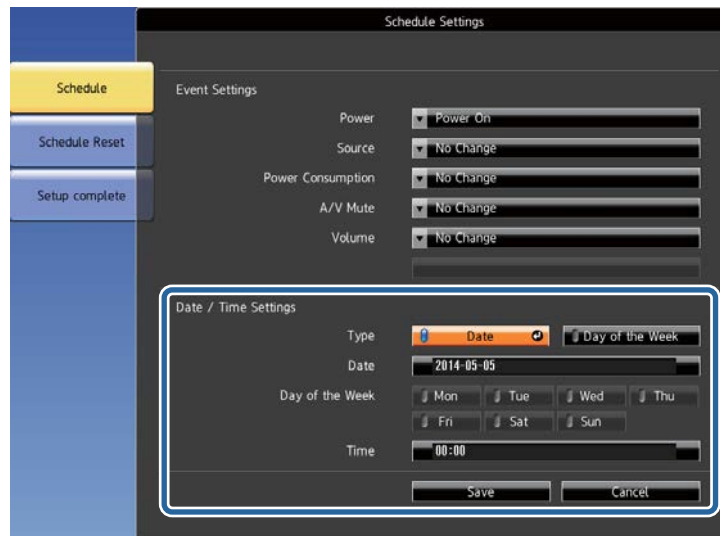 Schedule Settings
Schedule
Schedule Reset
Setup complete
Event Settings
Power Power On
Source No Change
Power Consumption No Change
A/V Mute No Change
Volume No Change
Date / Time Settings
Type Date Day of the Week
Date 2014-05-05
Day of the Week Mon Tue Wed Thu
Fri Sat Sun
Time 00:00
Save Cancel